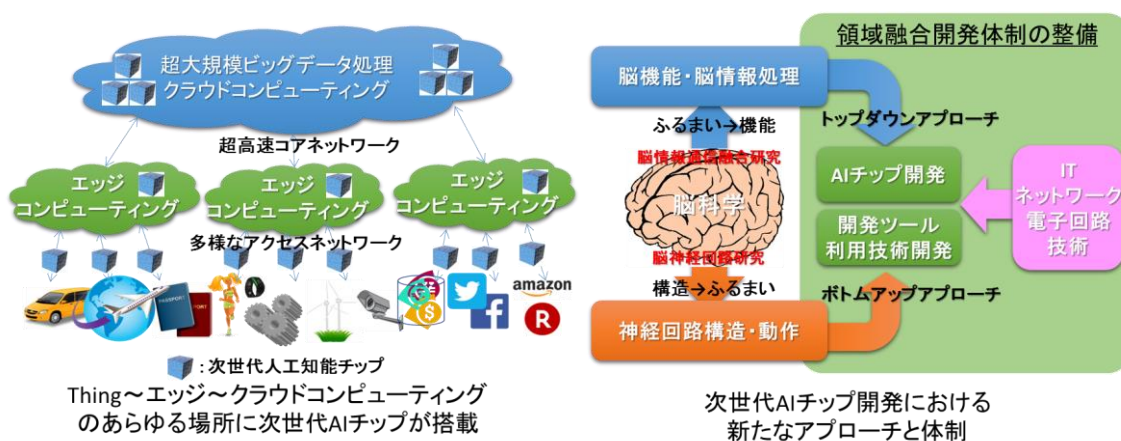 超大規模ビッグデータ処理
クラウドコンピューティング
超高速コアネットワーク
エッジ
コンピューティング
エッジ
コンピューティング
エッジ
コンピューティング
多様なアクセスネットワーク
PASSPORT
PORT
amazon
R
:次世代人工知能チップ
Thing～エッジ～クラウドコンピューティング
のあらゆる場所に次世代AIチップが搭載
領域融合開発体制の整備
脳機能・脳情報処理
ふるまい→機能
トップダウンアプローチ
脳情報通信融合研究
脳科学
脳神経回路研究
構造→ふるまい
神経回路構造・動作
AIチップ開発
開発ツール
利用技術開発
IT
ネットワーク
電子回路
技術
ボトムアップアプローチ
次世代AIチップ開発における
新たなアプローチと体制